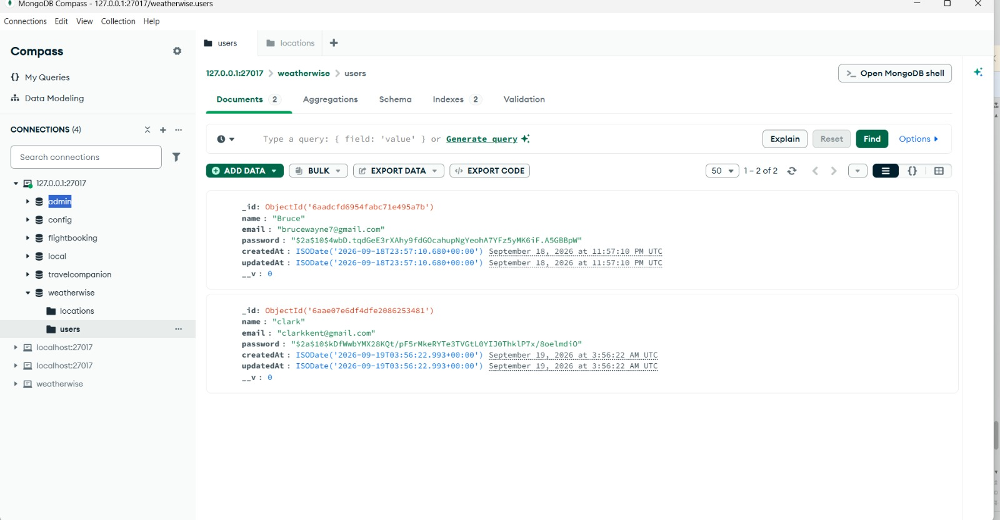 MongoDB Compass - 127.0.0.1:27017/weatherwise.users
Connections Edit View Collection Help
Compass
My Queries
Data Modeling
CONNECTIONS (4)
Search connections
127.0.0.1:27017
admin
config
flightbooking
local
travelcompanion
weatherwise
locations
users
localhost:27017
localhost:27017
weatherwise
users locations
127.0.0.1:27017 > weatherwise > users
>_ Open MongoDB shell
Documents 2 Aggregations Schema Indexes 2 Validation
Type a query: { field: 'value' } or Generate query
Explain Reset Find Options
ADD DATA BULK EXPORT DATA EXPORT CODE
50 1 – 2 of 2
_id: ObjectId('6aadcfd6954fabc71e495a7b')
name : "Bruce"
email : "brucewayne7@gmail.com"
password : "$2a$10$4wbD.tqdGeE3rXAhy9fdGOcahupNgYeohA7YFz5yMK6iF.A5GBBpW"
createdAt : ISODate('2026-09-18T23:57:10.680+00:00') September 18, 2026 at 11:57:10 PM UTC
updatedAt : ISODate('2026-09-18T23:57:10.680+00:00') September 18, 2026 at 11:57:10 PM UTC
__v : 0
_id: ObjectId('6aae07e6df4dfe2086253481')
name : "clark"
email : "clarkkent@gmail.com"
password : "$2a$10$kDfWwbYMX28KQt/pF5rMkeRYTe3TVGtL0YIJ0ThklP7x/8oelmdiO"
createdAt : ISODate('2026-09-19T03:56:22.993+00:00') September 19, 2026 at 3:56:22 AM UTC
updatedAt : ISODate('2026-09-19T03:56:22.993+00:00') September 19, 2026 at 3:56:22 AM UTC
__v : 0